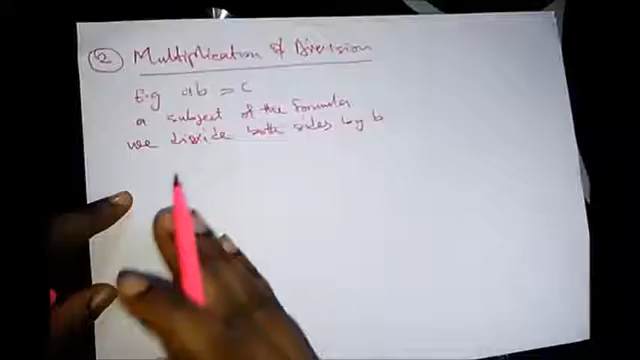 ② Multiplication & Division
E.g ab = c
a subject of the formula
we divide both sides by b